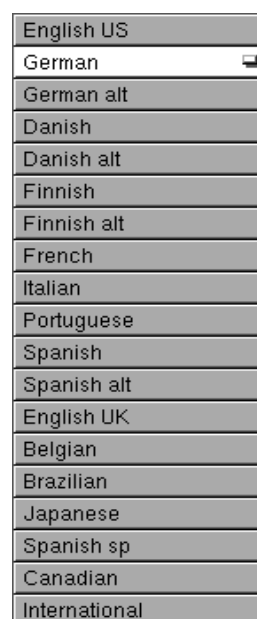 English US
German
German alt
Danish
Danish alt
Finnish
Finnish alt
French
Italian
Portuguese
Spanish
Spanish alt
English UK
Belgian
Brazilian
Japanese
Spanish sp
Canadian
International